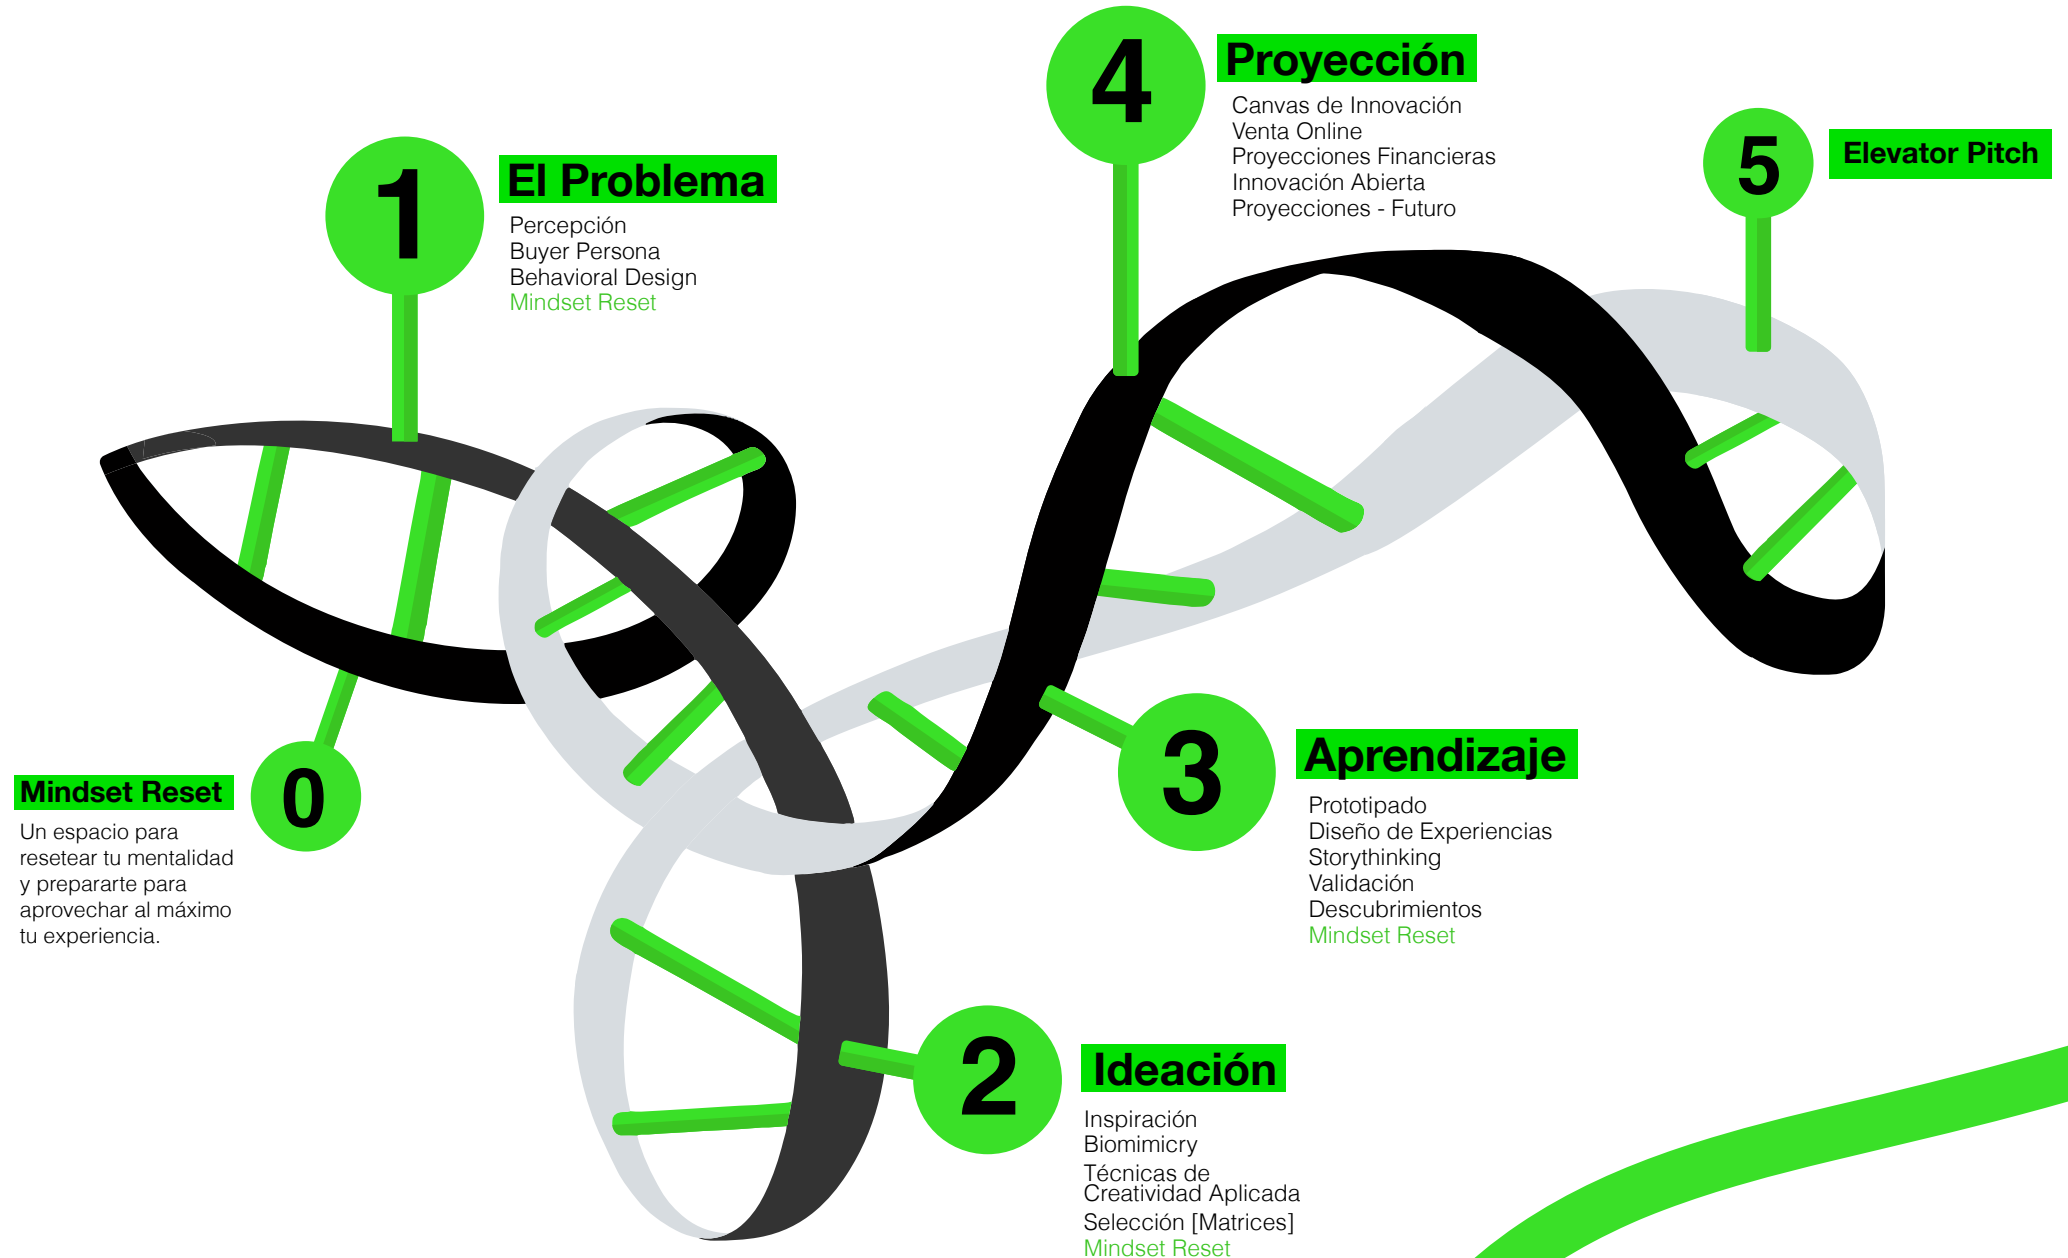 0
Mindset Reset
Un espacio para
resetear tu mentalidad
y prepararte para
aprovechar al máximo
tu experiencia.
1
El Problema
Percepción
Buyer Persona
Behavioral Design
Mindset Reset
2
Ideación
Inspiración
Biomimicry
Técnicas de
Creatividad Aplicada
Selección [Matrices]
Mindset Reset
3
Aprendizaje
Prototipado
Diseño de Experiencias
Storythinking
Validación
Descubrimientos
Mindset Reset
4
Proyección
Canvas de Innovación
Venta Online
Proyecciones Financieras
Innovación Abierta
Proyecciones - Futuro
5
Elevator Pitch